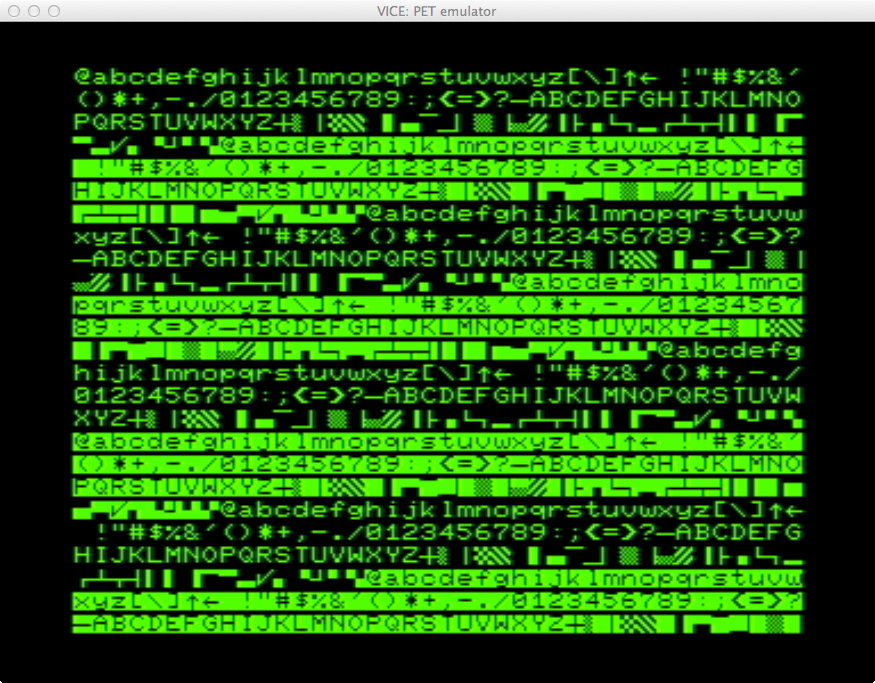 VICE: PET emulator
@abcdefghijklmnopqrstuvwxyz[\]↑← !"#$%&´
()*+,-./0123456789:;<=>?─ABCDEFGHIJKLMNO
PQRSTUVWXYZ┼
@abcdefghijklmnopqrstuvwxyz[\]↑←
!"#$%&´()*+,-./0123456789:;<=>?─ABCDEFG
HIJKLMNOPQRSTUVWXYZ┼
@abcdefghijklmnopqrstuvw
xyz[\]↑← !"#$%&´()*+,-./0123456789:;<=>?
─ABCDEFGHIJKLMNOPQRSTUVWXYZ┼
@abcdefghijklmno
pqrstuvwxyz[\]↑← !"#$%&´()*+,-./01234567
89:;<=>?─ABCDEFGHIJKLMNOPQRSTUVWXYZ┼
@abcdefg
hijklmnopqrstuvwxyz[\]↑← !"#$%&´()*+,-./
0123456789:;<=>?─ABCDEFGHIJKLMNOPQRSTUVW
XYZ┼
@abcdefghijklmnopqrstuvwxyz[\]↑← !"#$%&´
()*+,-./0123456789:;<=>?─ABCDEFGHIJKLMNO
PQRSTUVWXYZ┼
@abcdefghijklmnopqrstuvwxyz[\]↑←
!"#$%&´()*+,-./0123456789:;<=>?─ABCDEFG
HIJKLMNOPQRSTUVWXYZ┼
@abcdefghijklmnopqrstuvw
xyz[\]↑← !"#$%&´()*+,-./0123456789:;<=>?
─ABCDEFGHIJKLMNOPQRSTUVWXYZ┼